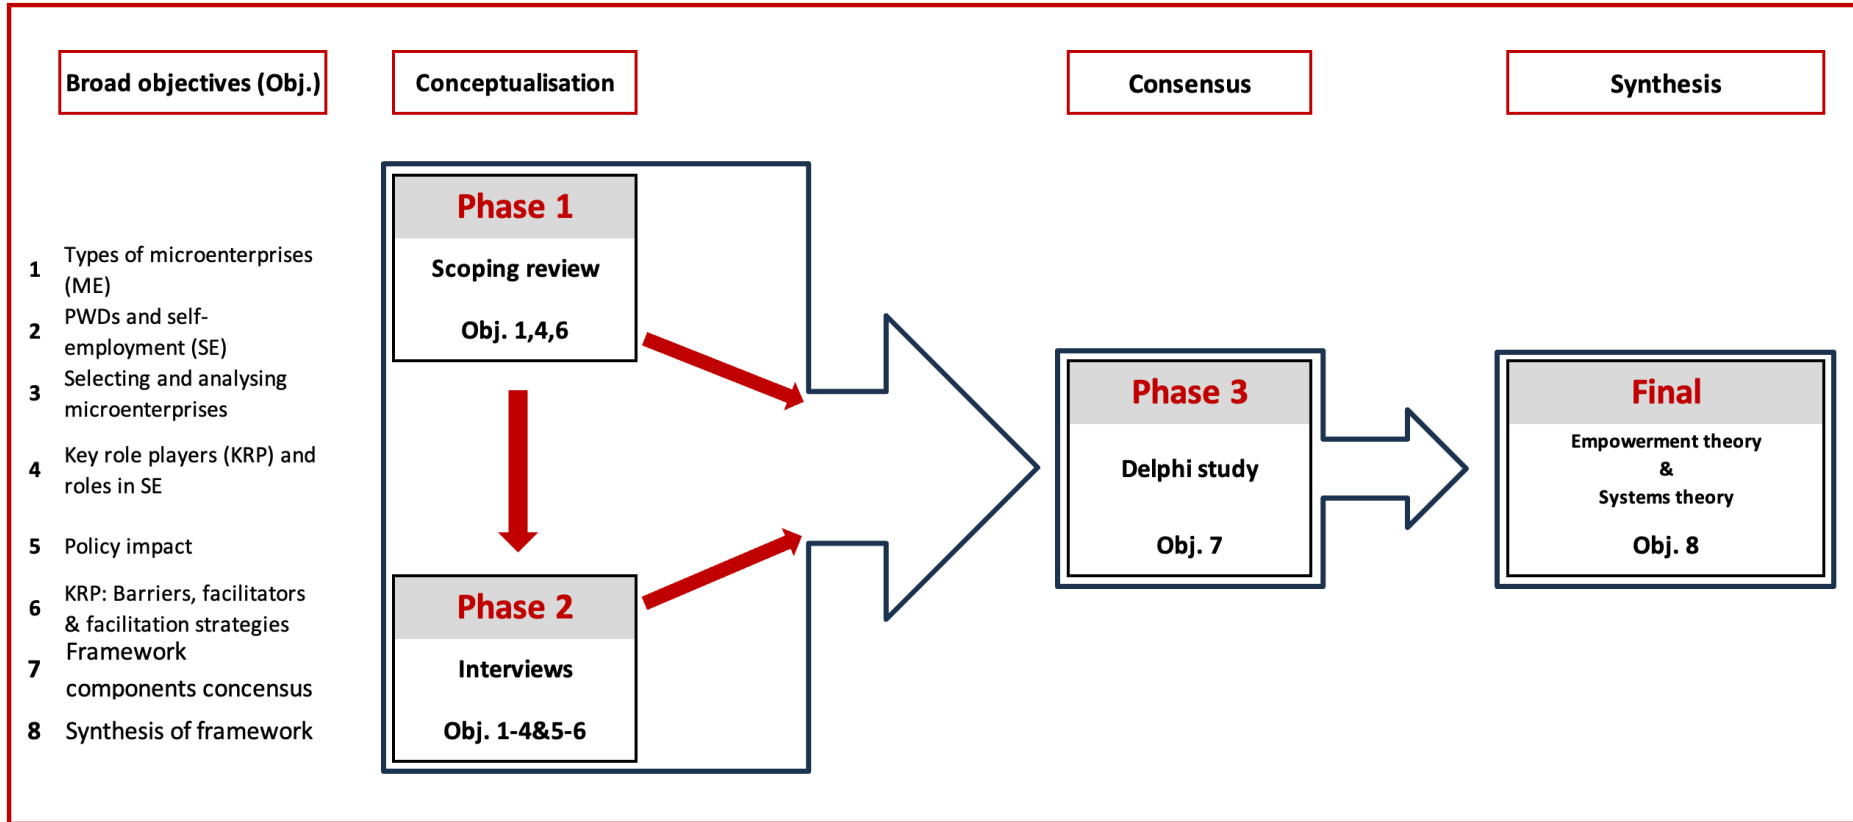 Broad objectives (Obj.)
Conceptualisation
Consensus
Synthesis
1
Types of microenterprises
(ME)
2
PWDs and self-
employment (SE)
3
Selecting and analysing
microenterprises
4
Key role players (KRP) and
roles in SE
5
Policy impact
6
KRP: Barriers, facilitators
& facilitation strategies
7
Framework
components concensus
8
Synthesis of framework
Phase 1
Scoping review
Obj. 1,4,6
Phase 2
Interviews
Obj. 1-4&5-6
Phase 3
Delphi study
Obj. 7
Final
Empowerment theory
&
Systems theory
Obj. 8